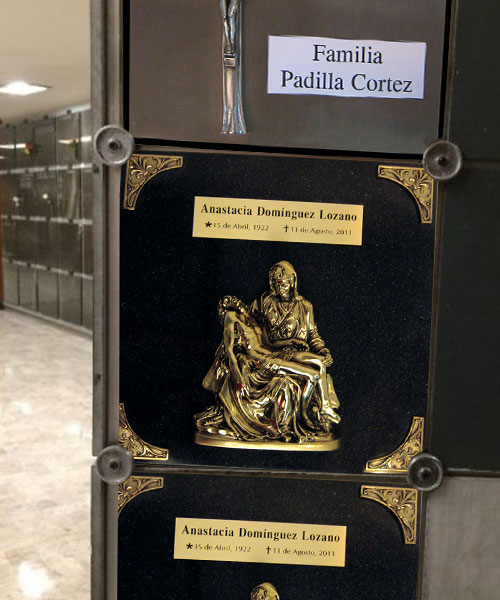 Familia
Padilla Cortez
Anastacia Domínguez Lozano
★15 de Abril, 1922 ✝11 de Agosto, 2011
Anastacia Domínguez Lozano
★15 de Abril, 1922 ✝11 de Agosto, 2011